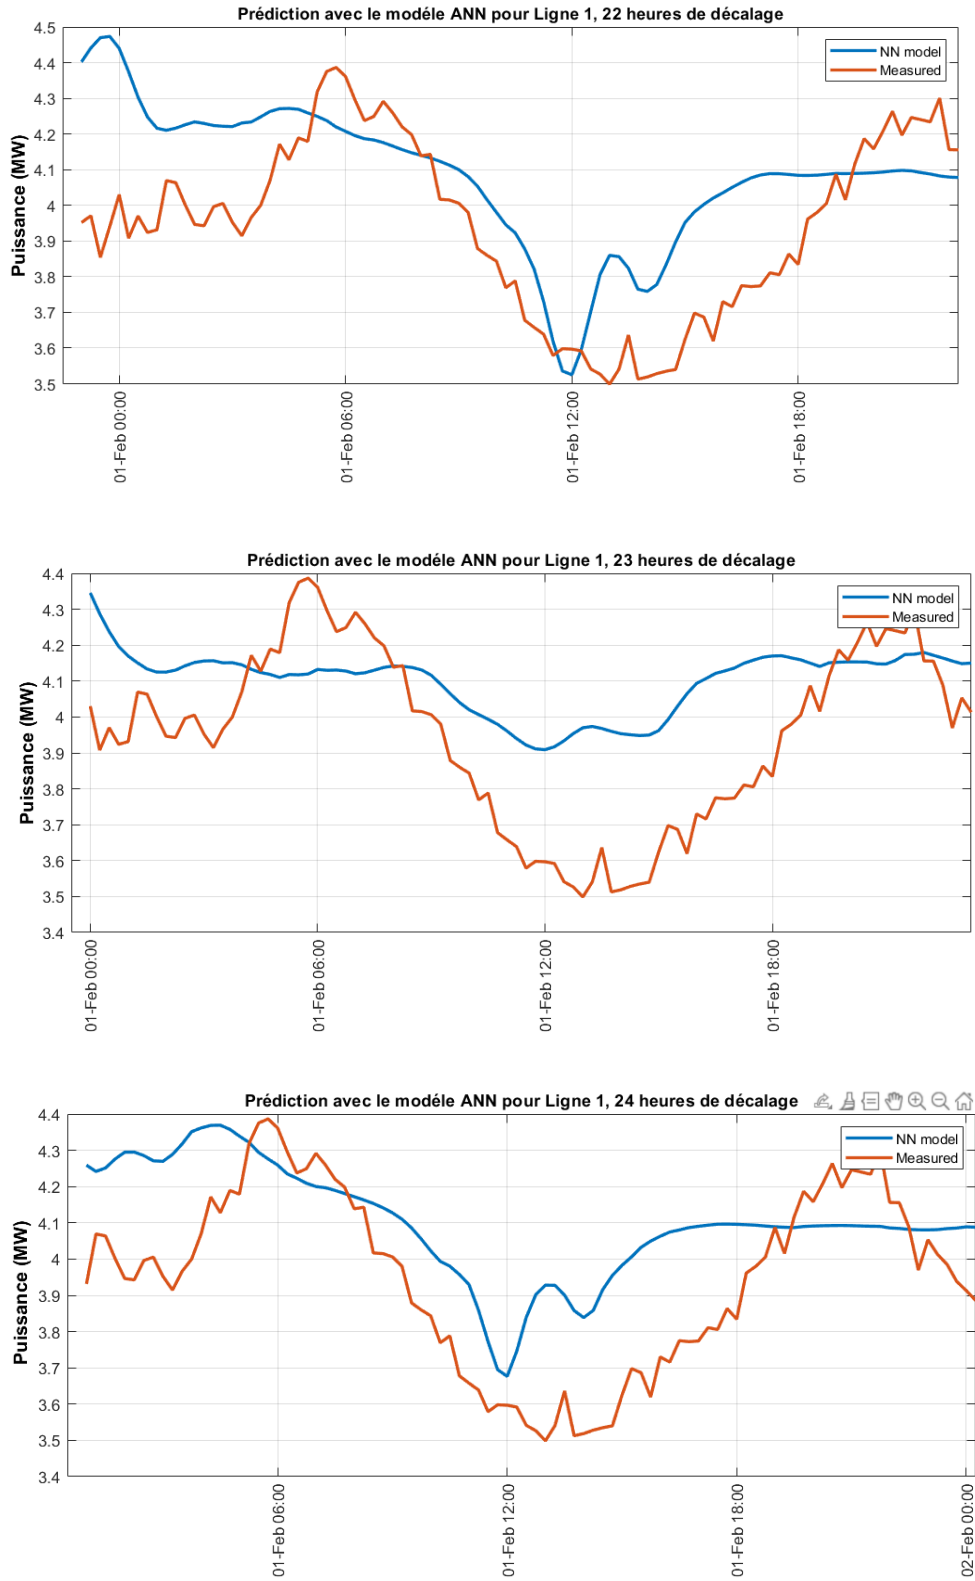 Prédiction avec le modéle ANN pour Ligne 1, 22 heures de décalage
4.5
4.4
4.3
4.2
4.1
4
3.9
3.8
3.7
3.6
3.5
Puissance (MW)
NN model
Measured
01-Feb 00:00
01-Feb 06:00
01-Feb 12:00
01-Feb 18:00
Prédiction avec le modéle ANN pour Ligne 1, 23 heures de décalage
4.4
4.3
4.2
4.1
4
3.9
3.8
3.7
3.6
3.5
3.4
Puissance (MW)
NN model
Measured
01-Feb 00:00
01-Feb 06:00
01-Feb 12:00
01-Feb 18:00
Prédiction avec le modéle ANN pour Ligne 1, 24 heures de décalage
4.4
4.3
4.2
4.1
4
3.9
3.8
3.7
3.6
3.5
3.4
Puissance (MW)
NN model
Measured
01-Feb 06:00
01-Feb 12:00
01-Feb 18:00
02-Feb 00:00